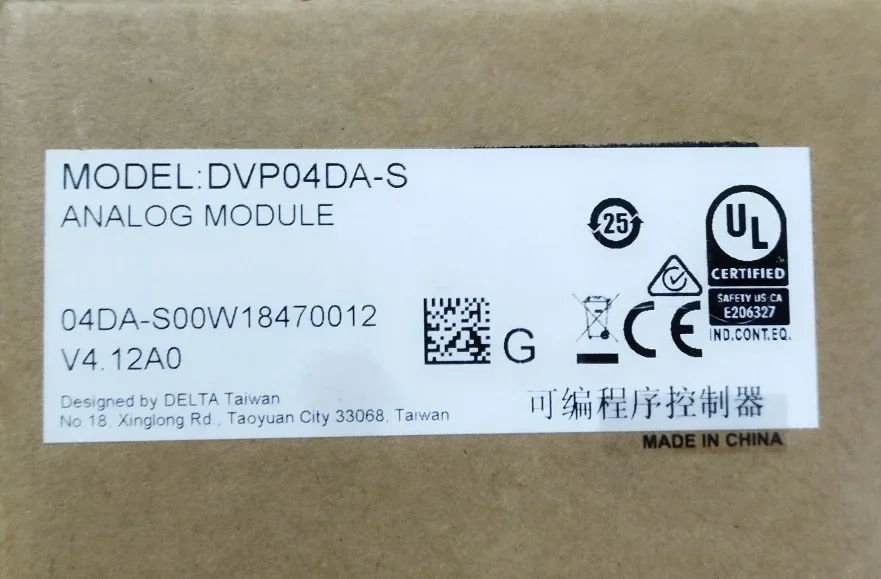 MODEL:DVP04DA-S
ANALOG MODULE
25
UL
CERTIFIED
SAFETY US-CA
E206327
IND.CONT.EQ.
04DA-S00W18470012
G
CE
V4.12A0
Designed by DELTA Taiwan
No.18, Xinglong Rd., Taoyuan City 33068, Taiwan
可编程序控制器
MADE IN CHINA